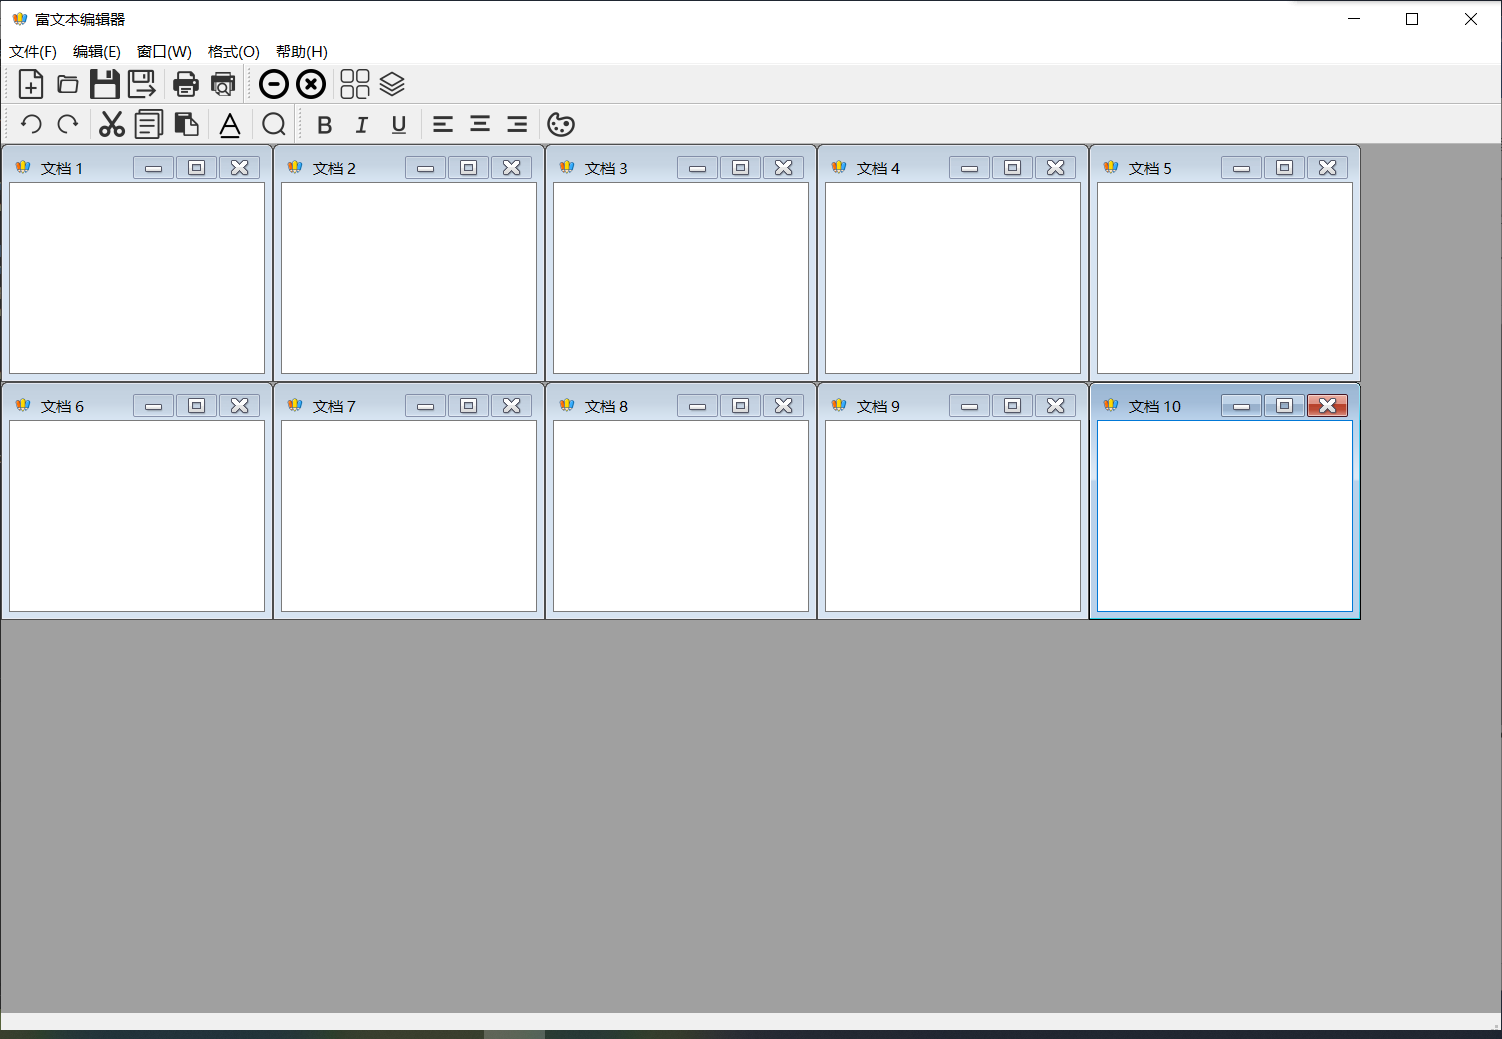 富文本编辑器
文件(F) 编辑(E) 窗口(W) 格式(O) 帮助(H)
A B I U
文档 1 文档 2 文档 3 文档 4 文档 5
文档 6 文档 7 文档 8 文档 9 文档 10